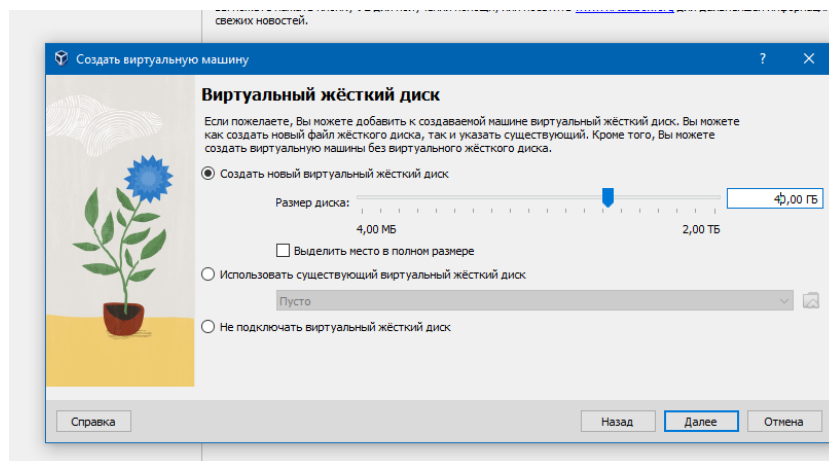 свежих новостей.
Создать виртуальную машину
Виртуальный жёсткий диск
Если пожелаете, Вы можете добавить к создаваемой машине виртуальный жёсткий диск. Вы можете
как создать новый файл жёсткого диска, так и указать существующий. Кроме того, Вы можете
создать виртуальную машины без виртуального жёсткого диска.
Создать новый виртуальный жёсткий диск
Размер диска:
40,00 ГБ
4,00 МБ
2,00 ТБ
Выделить место в полном размере
Использовать существующий виртуальный жёсткий диск
Пусто
Не подключать виртуальный жёсткий диск
Справка
Назад
Далее
Отмена